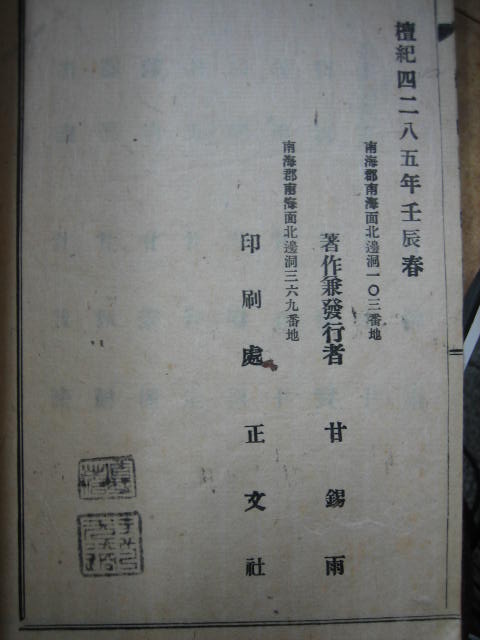 檀紀四二八五年壬辰春
南海郡南海面北邊洞一〇三番地
著作兼發行者 甘錫雨
南海郡南海面北邊洞三六九番地
印刷處 正文社